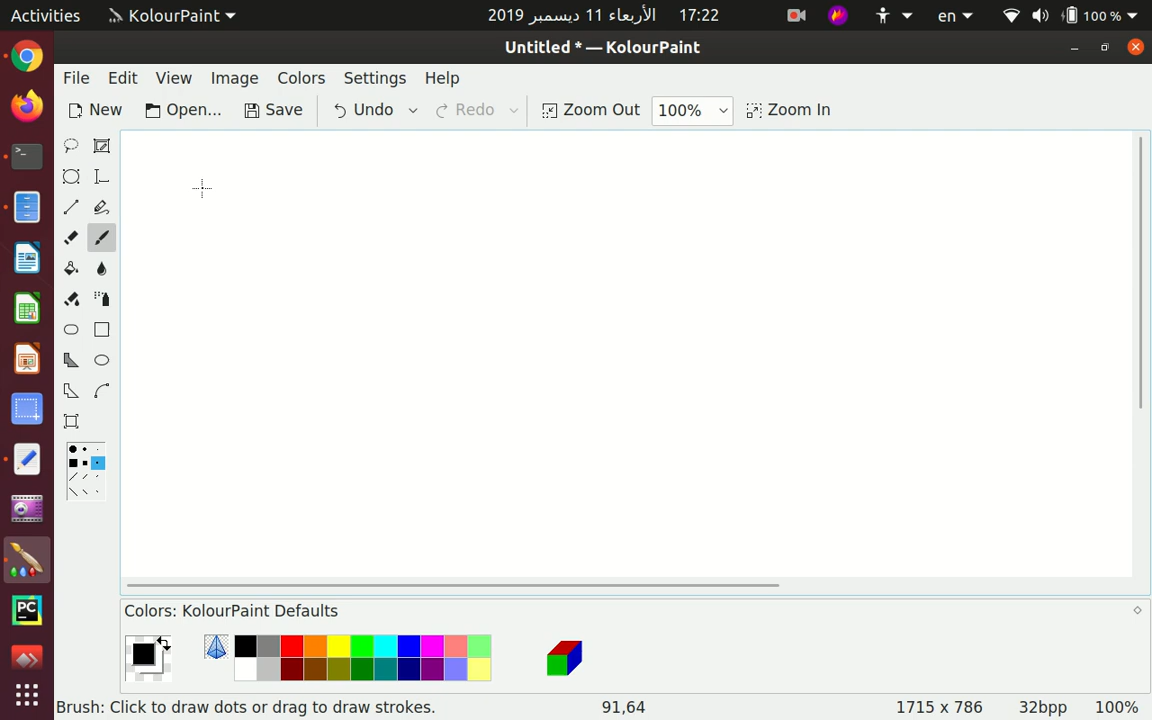 Activities KolourPaint الأربعاء 11 ديسمبر 2019 17:22 en 100 %
Untitled * — KolourPaint
File Edit View Image Colors Settings Help
New Open... Save Undo Redo Zoom Out 100% Zoom In
Colors: KolourPaint Defaults
PC
Brush: Click to draw dots or drag to draw strokes. 91,64 1715 x 786 32bpp 100%